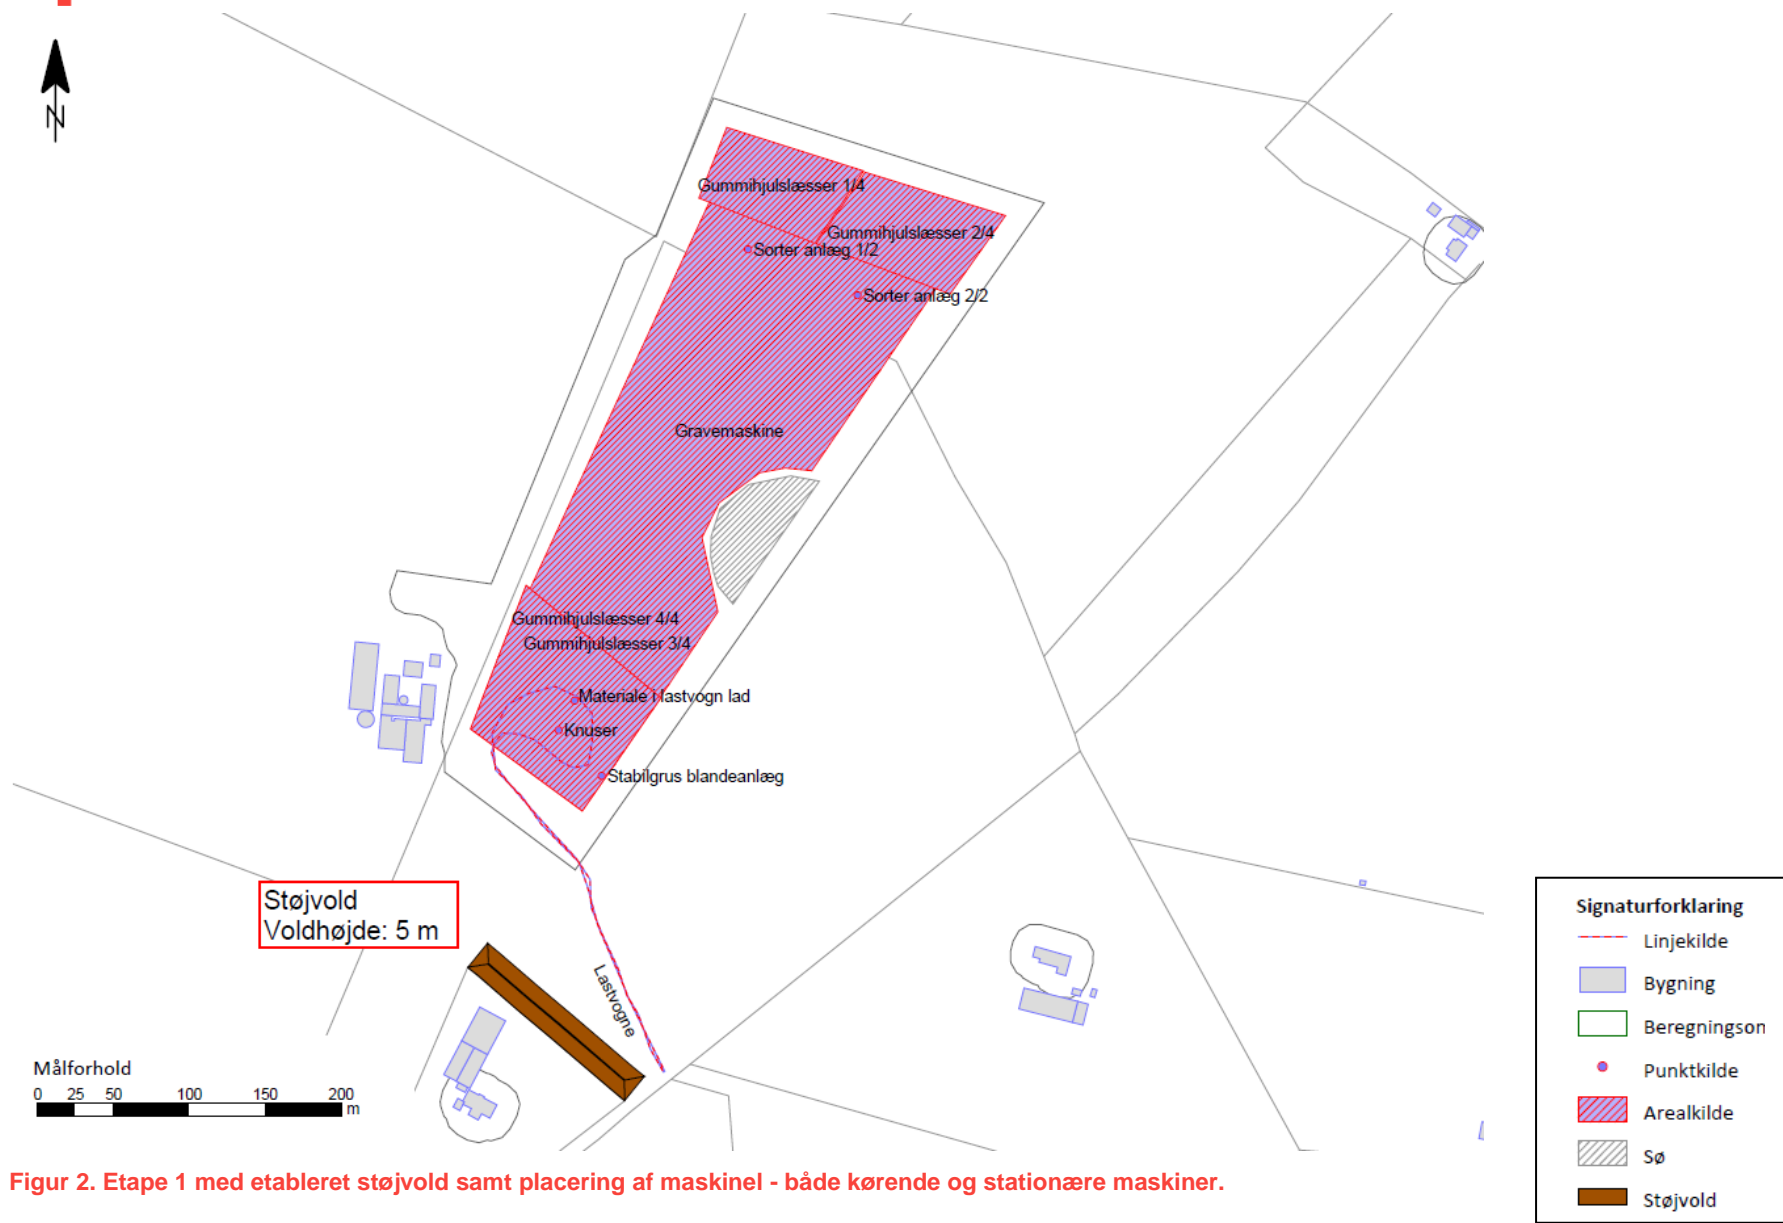 N
Gummihjulslæsser 1/4
Gummihjulslæsser 2/4
Sorter anlæg 1/2
Sorter anlæg 2/2
Gravemaskine
Gummihjulslæsser 4/4
Gummihjulslæsser 3/4
Materiale i lastvogn lad
Knuser
Stabilgrus blandeanlæg
Støjvold
Voldhøjde: 5 m
Lastvogne
Målforhold
0 25 50 100 150 200
m
Signaturforklaring
Linjekilde
Bygning
Beregningson
Punktkilde
Arealkilde
Sø
Støjvold
Figur 2. Etape 1 med etableret støjvold samt placering af maskinel - både kørende og stationære maskiner.